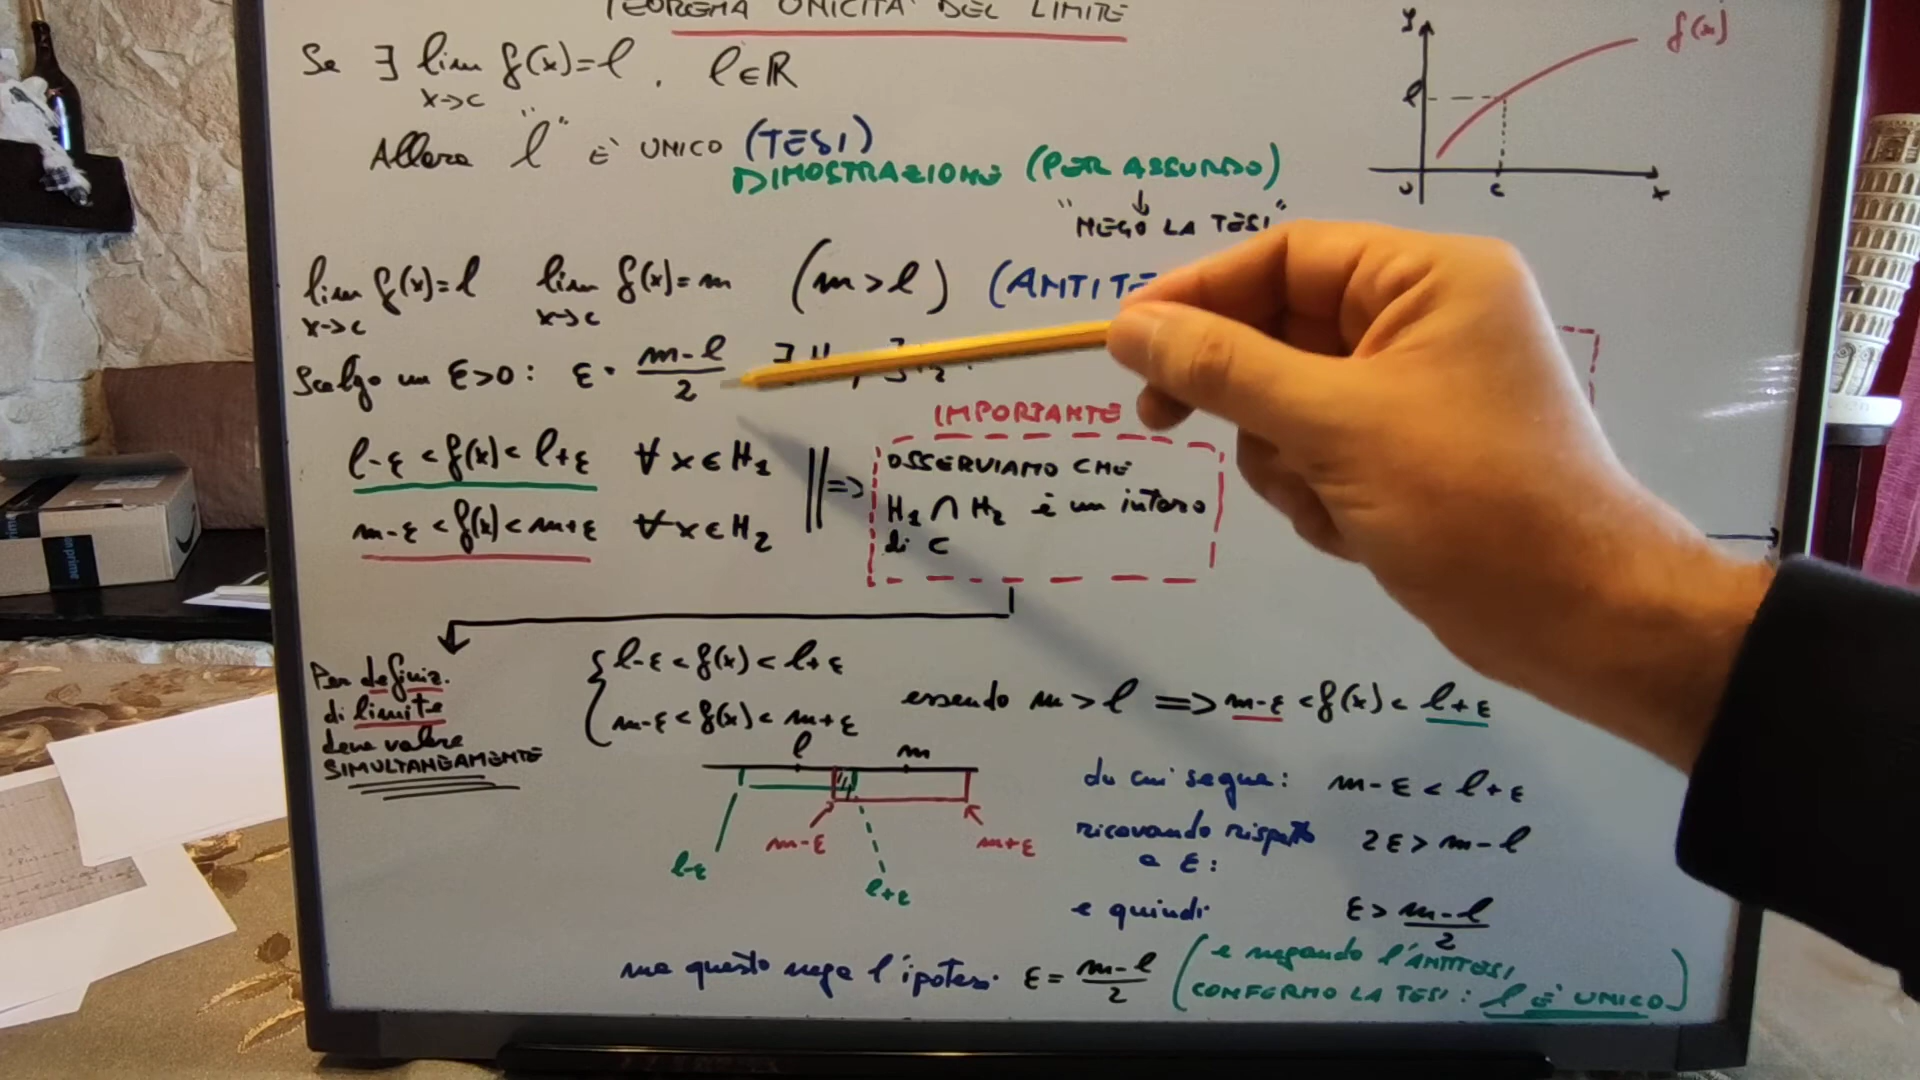 TEOREMA UNICITA' DEL LIMITE
Se ∃ lim f(x)=l , l∈ℝ
x→c
Allora "l" E' UNICO (TESI)
DIMOSTRAZIONE (PER ASSURDO)
↓
"NEGO LA TESI"
y
f(x)
l
0 c x
lim f(x)=l lim f(x)=m (m>l) (ANTITE
x→c x→c
Scelgo un ε>0: ε = m-l
2
IMPORTANTE
l-ε < f(x) < l+ε ∀ x ∈ H1
m-ε < f(x) < m+ε ∀ x ∈ H2
=>
OSSERVIAMO CHE
H1 ∩ H2 è un intorno
di c
Per definiz.
di limite
deve valere
SIMULTANEAMENTE
l-ε < f(x) < l+ε
m-ε < f(x) < m+ε
essendo m > l => m-ε < f(x) < l+ε
l m
m-ε m+ε
l-ε l+ε
da cui segue: m-ε < l+ε
ricavando rispetto 2ε > m-l
a ε:
e quindi ε > m-l
2
ma questo nega l'ipotesi ε = m-l
2
(e negando l'ANTITESI
CONFERMO LA TESI: l E' UNICO)
prime